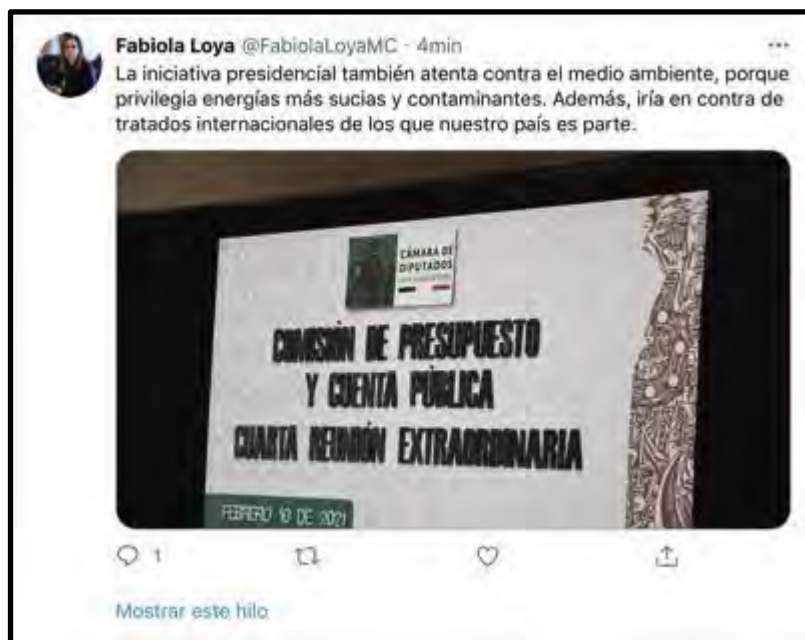 Fabiola Loya @FabiolaLoyaMC · 4min
La iniciativa presidencial también atenta contra el medio ambiente, porque
privilegia energías más sucias y contaminantes. Además, iría en contra de
tratados internacionales de los que nuestro país es parte.
CÁMARA DE
DIPUTADOS
COMISIÓN DE PRESUPUESTO
Y CUENTA PÚBLICA
CUARTA REUNIÓN EXTRAORDINARIA
FEBRERO 10 DE 2021
1
Mostrar este hilo